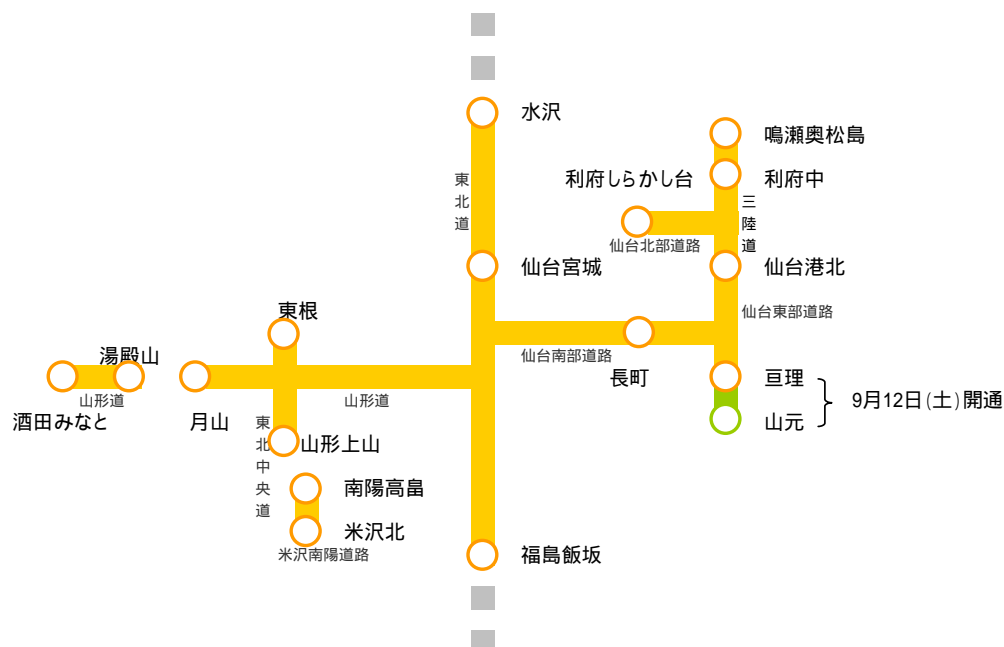 水沢
鳴瀬奥松島
東北道
利府しらかし台
利府中
三陸道
仙台北部道路
仙台宮城
仙台港北
東根
仙台東部道路
湯殿山
仙台南部道路
長町
亘理
山形道
山形道
9月12日(土)開通
酒田みなと
月山
山元
東北中央道
山形上山
南陽高畠
米沢北
米沢南陽道路
福島飯坂